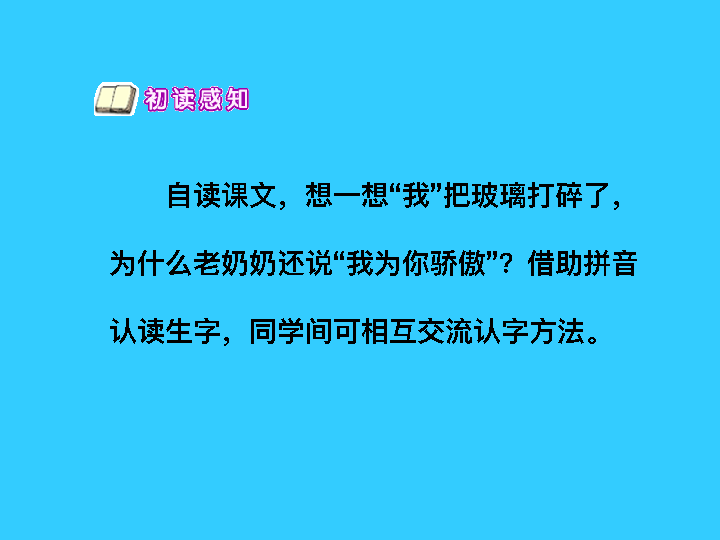 初读感知
自读课文，想一想“我”把玻璃打碎了，
为什么老奶奶还说“我为你骄傲”？借助拼音
认读生字，同学间可相互交流认字方法。